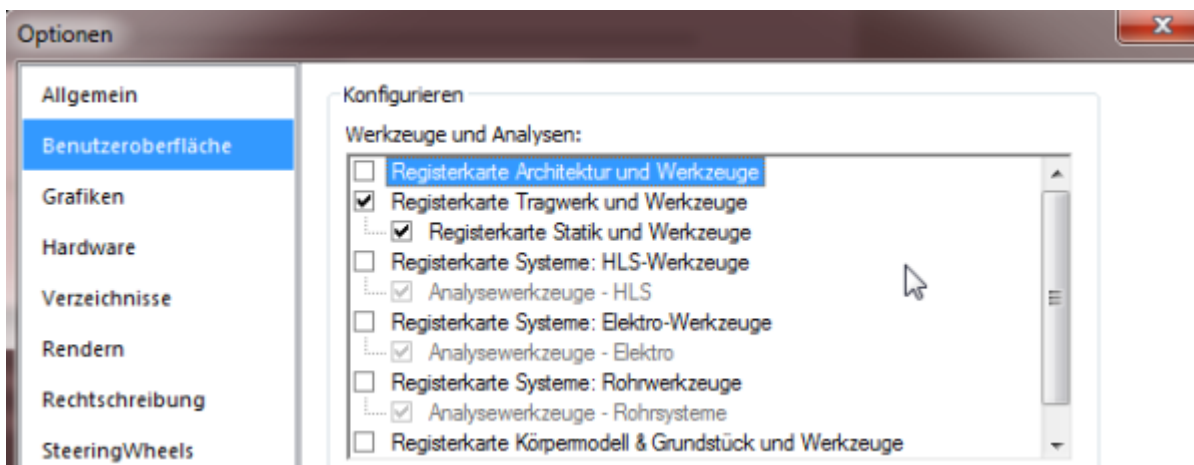 Optionen
Allgemein
Benutzeroberfläche
Grafiken
Hardware
Verzeichnisse
Rendern
Rechtschreibung
SteeringWheels
Konfigurieren
Werkzeuge und Analysen:
Registerkarte Architektur und Werkzeuge
Registerkarte Tragwerk und Werkzeuge
Registerkarte Statik und Werkzeuge
Registerkarte Systeme: HLS-Werkzeuge
Analysewerkzeuge - HLS
Registerkarte Systeme: Elektro-Werkzeuge
Analysewerkzeuge - Elektro
Registerkarte Systeme: Rohrwerkzeuge
Analysewerkzeuge - Rohrsysteme
Registerkarte Körpermodell & Grundstück und Werkzeuge